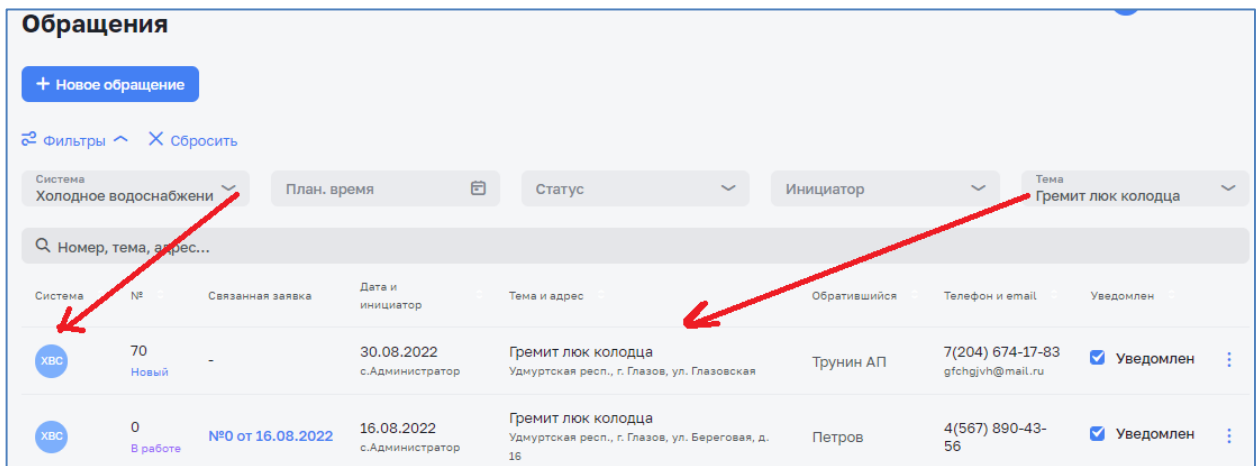 Обращения
+ Новое обращение
Фильтры Сбросить
Система
Холодное водоснабжени
План. время
Статус
Инициатор
Тема
Гремит люк колодца
Номер, тема, адрес...
Система № Связанная заявка Дата и инициатор Тема и адрес Обратившийся Телефон и email Уведомлен
ХВС
70
Новый
-
30.08.2022
с.Администратор
Гремит люк колодца
Удмуртская респ., г. Глазов, ул. Глазовская
Трунин АП
7(204) 674-17-83
gfchgjvh@mail.ru
Уведомлен
ХВС
0
В работе
№0 от 16.08.2022
16.08.2022
с.Администратор
Гремит люк колодца
Удмуртская респ., г. Глазов, ул. Береговая, д.
16
Петров
4(567) 890-43-
56
Уведомлен